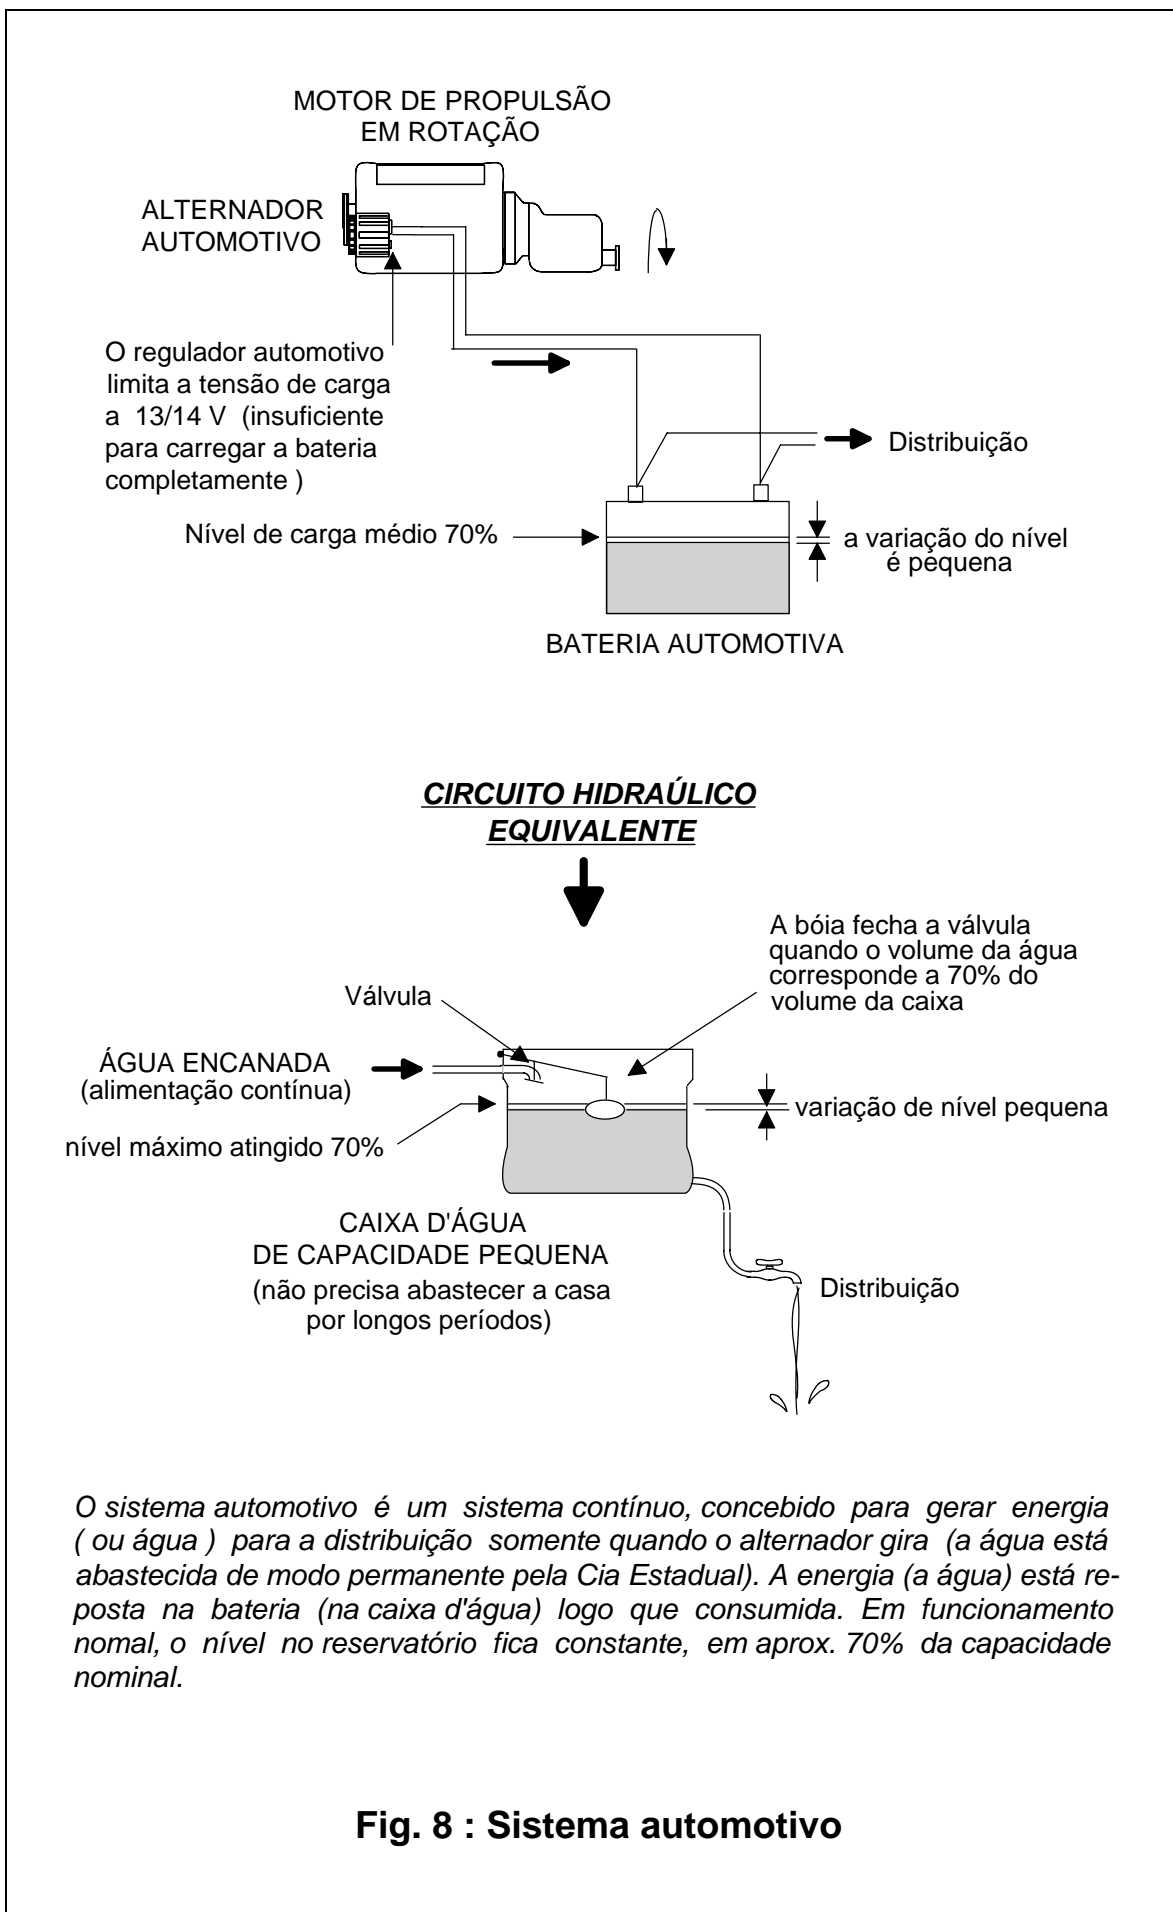 MOTOR DE PROPULSÃO
EM ROTAÇÃO
ALTERNADOR
AUTOMOTIVO
O regulador automotivo
limita a tensão de carga
a 13/14 V (insuficiente
para carregar a bateria
completamente )
Distribuição
Nível de carga médio 70%
a variação do nível
é pequena
BATERIA AUTOMOTIVA
CIRCUITO HIDRAÚLICO
EQUIVALENTE
A bóia fecha a válvula
quando o volume da água
corresponde a 70% do
volume da caixa
Válvula
ÁGUA ENCANADA
(alimentação contínua)
variação de nível pequena
nível máximo atingido 70%
CAIXA D'ÁGUA
DE CAPACIDADE PEQUENA
(não precisa abastecer a casa
por longos períodos)
Distribuição
O sistema automotivo é um sistema contínuo, concebido para gerar energia
( ou água ) para a distribuição somente quando o alternador gira (a água está
abastecida de modo permanente pela Cia Estadual). A energia (a água) está re-
posta na bateria (na caixa d'água) logo que consumida. Em funcionamento
nomal, o nível no reservatório fica constante, em aprox. 70% da capacidade
nominal.
Fig. 8 : Sistema automotivo